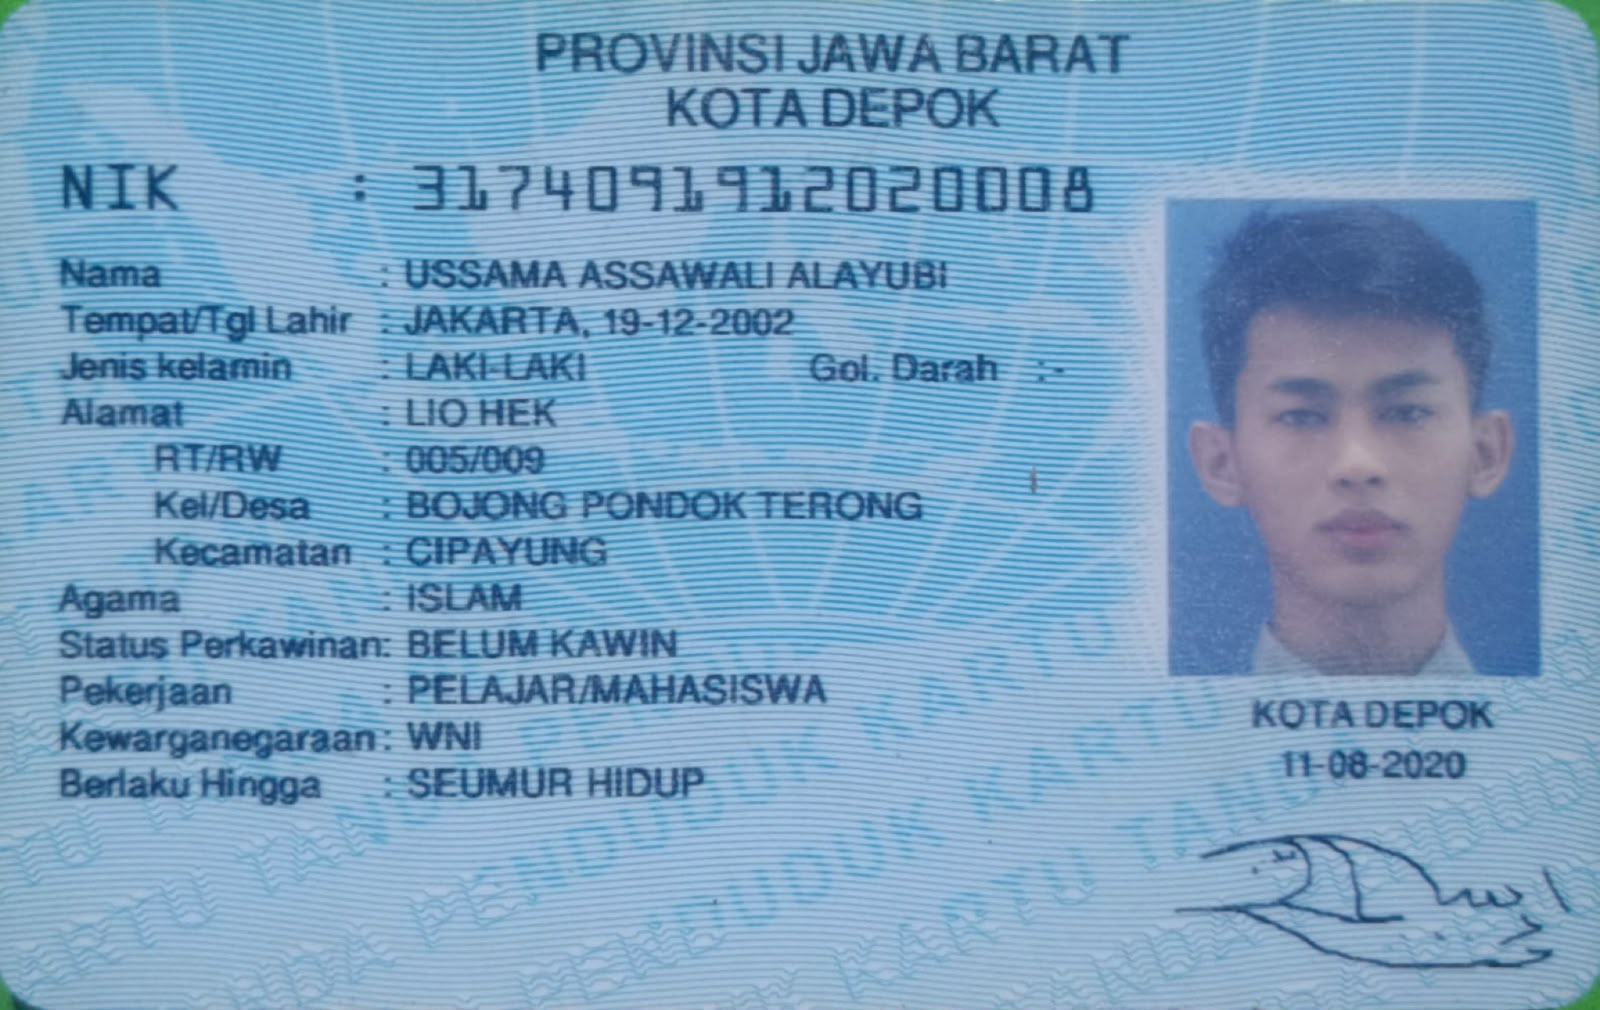 PROVINSI JAWA BARAT
KOTA DEPOK
NIK : 3174091912020008
Nama : USSAMA ASSAWALI ALAYUBI
Tempat/Tgl Lahir : JAKARTA, 19-12-2002
Jenis kelamin : LAKI-LAKI Gol. Darah :-
Alamat : LIO HEK
RT/RW : 005/009
Kel/Desa : BOJONG PONDOK TERONG
Kecamatan : CIPAYUNG
Agama : ISLAM
Status Perkawinan: BELUM KAWIN
Pekerjaan : PELAJAR/MAHASISWA
Kewarganegaraan: WNI
Berlaku Hingga : SEUMUR HIDUP
KOTA DEPOK
11-08-2020